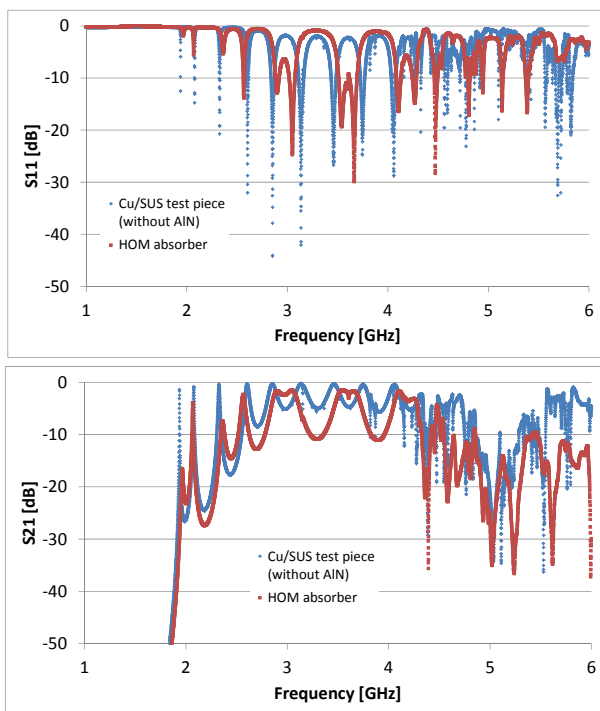 0
-10
-20
-30
-40
-50
S11 [dB]
Cu/SUS test piece
(without AlN)
HOM absorber
1 2 3 4 5 6
Frequency [GHz]
0
-10
-20
-30
-40
-50
S21 [dB]
Cu/SUS test piece
(without AlN)
HOM absorber
1 2 3 4 5 6
Frequency [GHz]